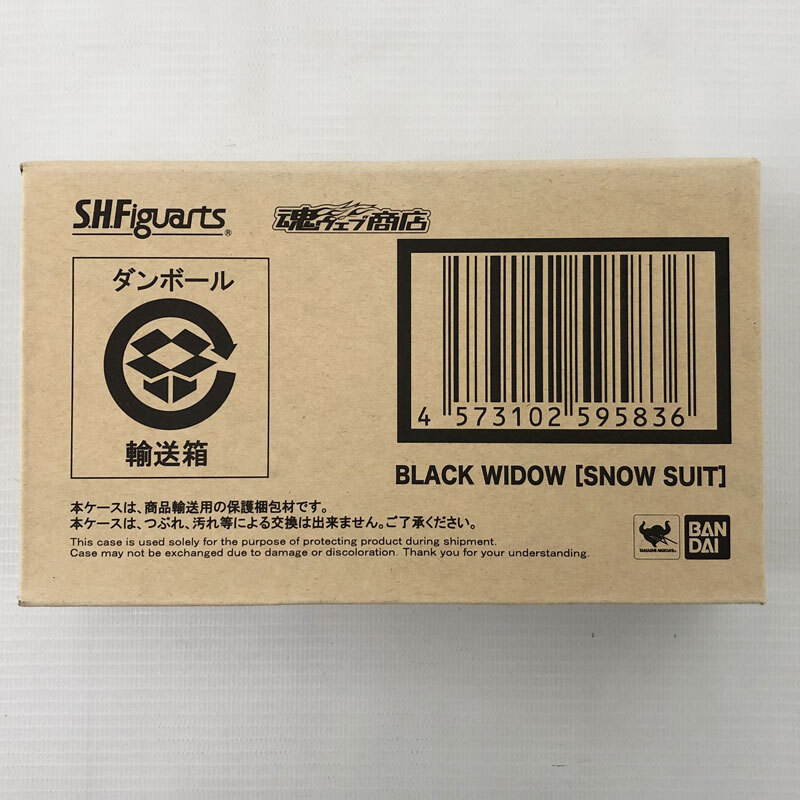 S.H.Figuarts®
魂ウェブ商店
ダンボール
輸送箱
4 573102 595836
BLACK WIDOW [SNOW SUIT]
本ケースは、商品輸送用の保護梱包材です。
本ケースは、つぶれ、汚れ等による交換は出来ません。ご了承ください。
This case is used solely for the purpose of protecting product during shipment.
Case may not be exchanged due to damage or discoloration. Thank you for your understanding.
TAMASHII NATIONS
BAN
DAI